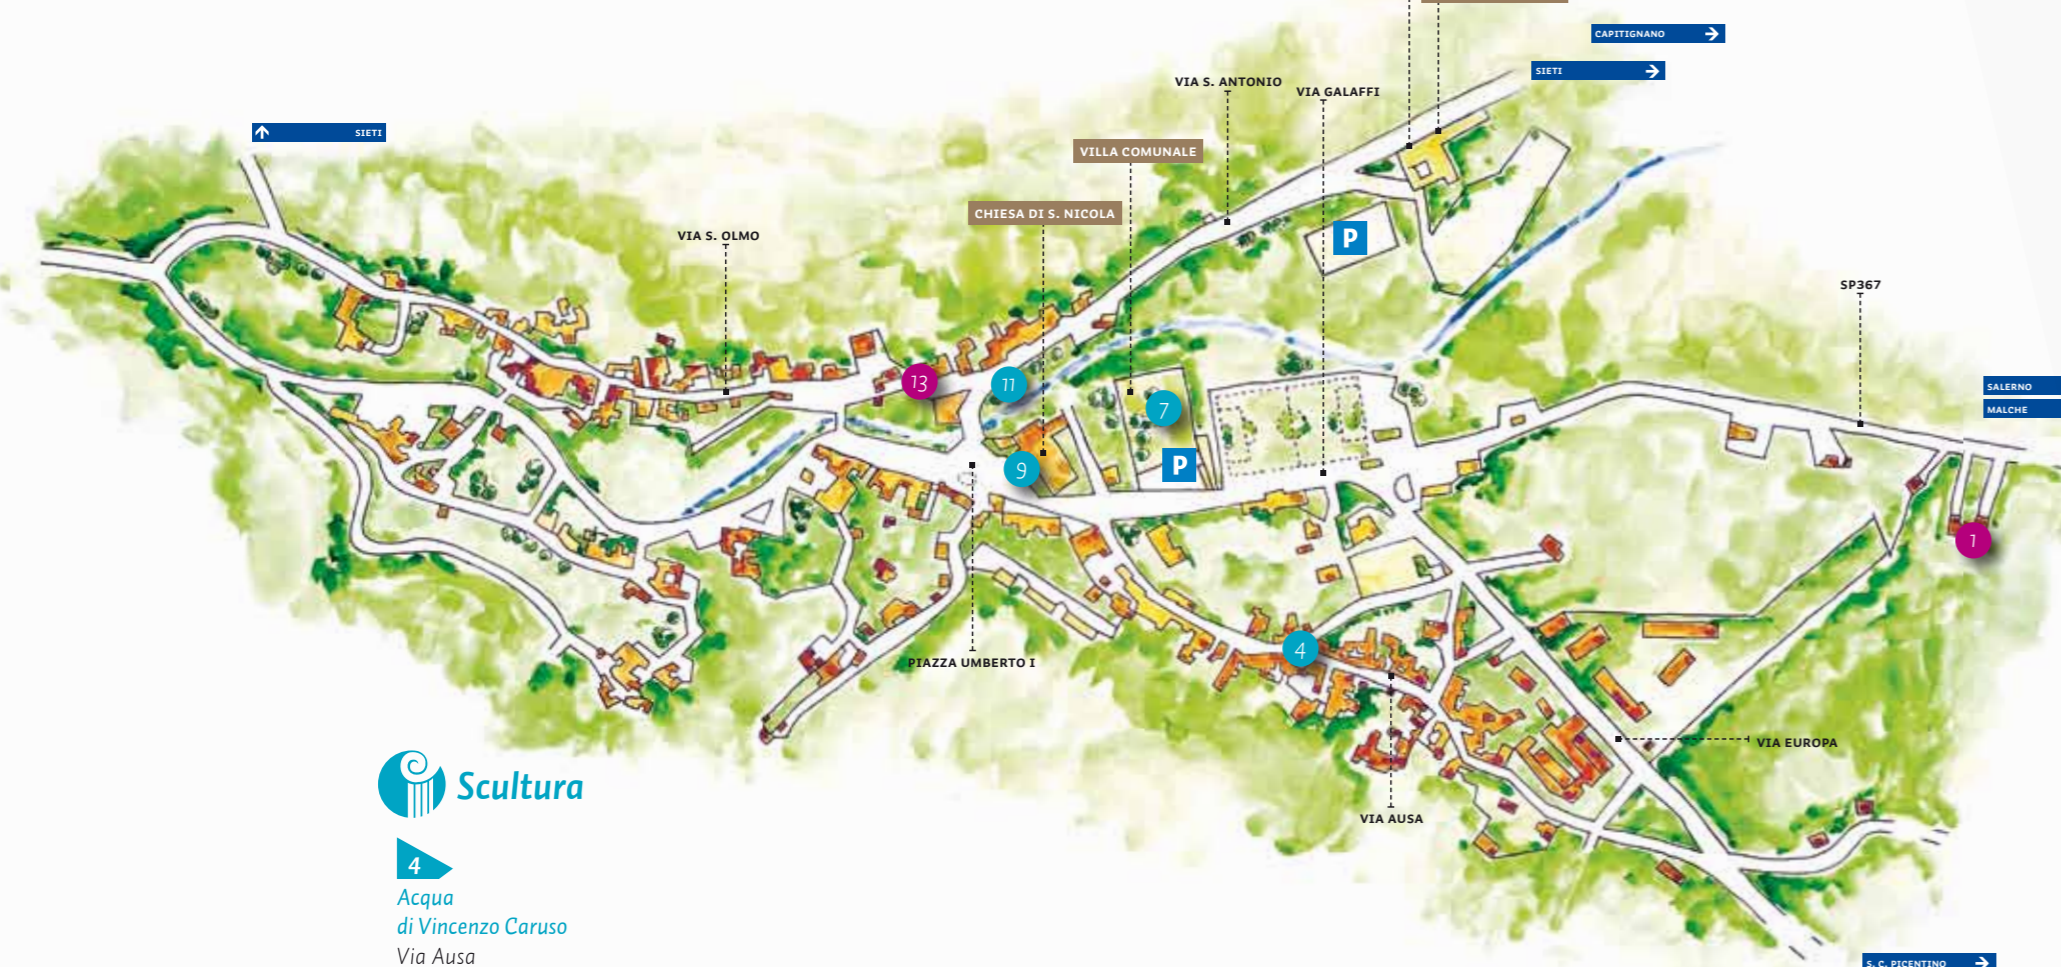 CAPITIGNANO
SIETI
VIA S. ANTONIO
VIA GALAFFI
SIETI
VILLA COMUNALE
CHIESA DI S. NICOLA
VIA S. OLMO
P
SP367
13
11
7
SALERNO
MALCHE
9
P
1
4
PIAZZA UMBERTO I
VIA EUROPA
VIA AUSA
Scultura
4
Acqua
di Vincenzo Caruso
Via Ausa
S. C. PICENTINO